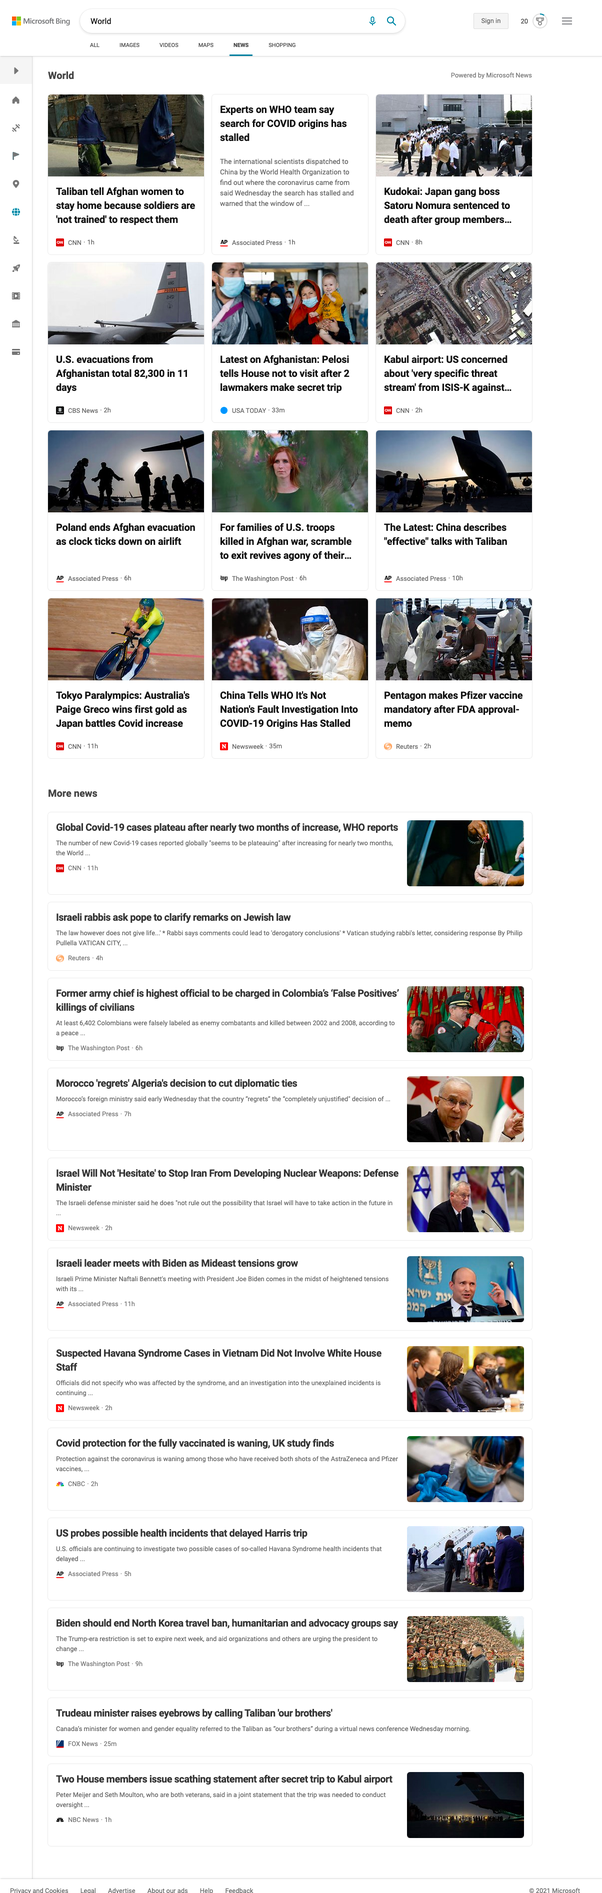 Microsoft Bing
World
Sign in
20
ALL IMAGES VIDEOS MAPS NEWS SHOPPING
World
Powered by Microsoft News
Taliban tell Afghan women to
stay home because soldiers are
'not trained' to respect them
CNN · 1h
Experts on WHO team say
search for COVID origins has
stalled
The international scientists dispatched to
China by the World Health Organization to
find out where the coronavirus came from
said Wednesday the search has stalled and
warned that the window of ...
AP Associated Press · 1h
Kudokai: Japan gang boss
Satoru Nomura sentenced to
death after group members...
CNN · 8h
U.S. evacuations from
Afghanistan total 82,300 in 11
days
CBS News · 2h
Latest on Afghanistan: Pelosi
tells House not to visit after 2
lawmakers make secret trip
USA TODAY · 33m
Kabul airport: US concerned
about 'very specific threat
stream' from ISIS-K against...
CNN · 2h
Poland ends Afghan evacuation
as clock ticks down on airlift
AP Associated Press · 6h
For families of U.S. troops
killed in Afghan war, scramble
to exit revives agony of their...
wp The Washington Post · 6h
The Latest: China describes
"effective" talks with Taliban
AP Associated Press · 10h
Tokyo Paralympics: Australia's
Paige Greco wins first gold as
Japan battles Covid increase
CNN · 11h
China Tells WHO It's Not
Nation's Fault Investigation Into
COVID-19 Origins Has Stalled
N Newsweek · 35m
Pentagon makes Pfizer vaccine
mandatory after FDA approval-
memo
Reuters · 2h
More news
Global Covid-19 cases plateau after nearly two months of increase, WHO reports
The number of new Covid-19 cases reported globally "seems to be plateauing" after increasing for nearly two months,
the World ...
CNN · 11h
Israeli rabbis ask pope to clarify remarks on Jewish law
The law however does not give life...' * Rabbi says comments could lead to 'derogatory conclusions' * Vatican studying rabbi's letter, considering response By Philip
Pullella VATICAN CITY, ...
Reuters · 4h
Former army chief is highest official to be charged in Colombia's 'False Positives'
killings of civilians
At least 6,402 Colombians were falsely labeled as enemy combatants and killed between 2002 and 2008, according to
a peace ...
wp The Washington Post · 6h
Morocco 'regrets' Algeria's decision to cut diplomatic ties
Morocco's foreign ministry said early Wednesday that the country "regrets" the "completely unjustified" decision of ...
AP Associated Press · 7h
Israel Will Not 'Hesitate' to Stop Iran From Developing Nuclear Weapons: Defense
Minister
The Israeli defense minister said he does "not rule out the possibility that Israel will have to take action in the future in
...
N Newsweek · 2h
Israeli leader meets with Biden as Mideast tensions grow
Israeli Prime Minister Naftali Bennett's meeting with President Joe Biden comes in the midst of heightened tensions
with its ...
AP Associated Press · 11h
Suspected Havana Syndrome Cases in Vietnam Did Not Involve White House
Staff
Officials did not specify who was affected by the syndrome, and an investigation into the unexplained incidents is
continuing ...
N Newsweek · 2h
Covid protection for the fully vaccinated is waning, UK study finds
Protection against the coronavirus is waning among those who have received both shots of the AstraZeneca and Pfizer
vaccines, ...
CNBC · 2h
US probes possible health incidents that delayed Harris trip
U.S. officials are continuing to investigate two possible cases of so-called Havana Syndrome health incidents that
delayed ...
AP Associated Press · 5h
Biden should end North Korea travel ban, humanitarian and advocacy groups say
The Trump-era restriction is set to expire next week, and aid organizations and others are urging the president to
change ...
wp The Washington Post · 9h
Trudeau minister raises eyebrows by calling Taliban 'our brothers'
Canada's minister for women and gender equality referred to the Taliban as "our brothers" during a virtual news conference Wednesday morning.
FOX News · 25m
Two House members issue scathing statement after secret trip to Kabul airport
Peter Meijer and Seth Moulton, who are both veterans, said in a joint statement that the trip was needed to conduct
oversight ...
NBC News · 1h
Privacy and Cookies Legal Advertise About our ads Help Feedback
© 2021 Microsoft